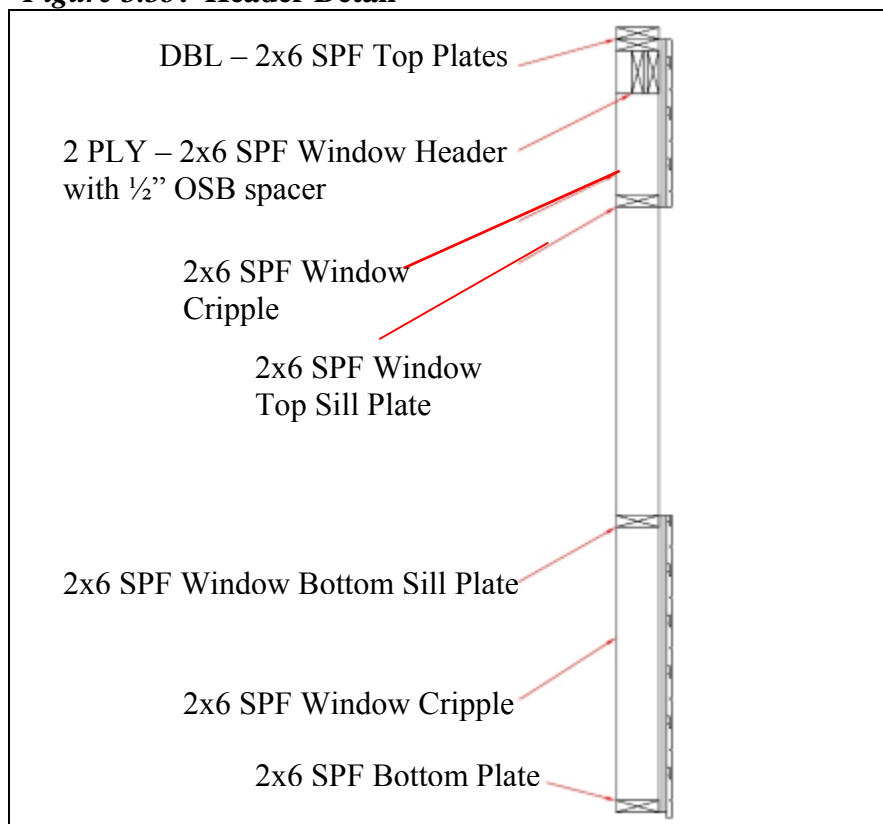 DBL – 2x6 SPF Top Plates
2 PLY – 2x6 SPF Window Header
with ½” OSB spacer
2x6 SPF Window
Cripple
2x6 SPF Window
Top Sill Plate
2x6 SPF Window Bottom Sill Plate
2x6 SPF Window Cripple
2x6 SPF Bottom Plate